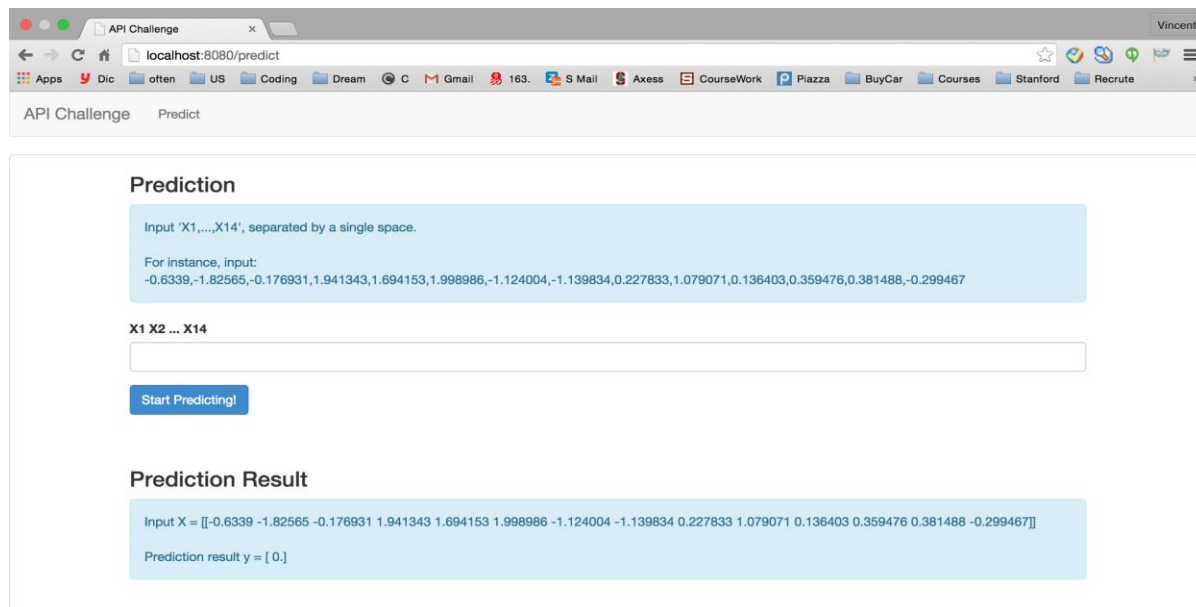 API Challenge
Vincent
localhost:8080/predict
Apps Dic often US Coding Dream C Gmail 163. S Mail Axess CourseWork Piazza BuyCar Courses Stanford Recrute
API Challenge Predict
Prediction
Input 'X1,...,X14', separated by a single space.
For instance, input:
-0.6339,-1.82565,-0.176931,1.941343,1.694153,1.998986,-1.124004,-1.139834,0.227833,1.079071,0.136403,0.359476,0.381488,-0.299467
X1 X2 ... X14
Start Predicting!
Prediction Result
Input X = [[-0.6339 -1.82565 -0.176931 1.941343 1.694153 1.998986 -1.124004 -1.139834 0.227833 1.079071 0.136403 0.359476 0.381488 -0.299467]]
Prediction result y = [ 0.]